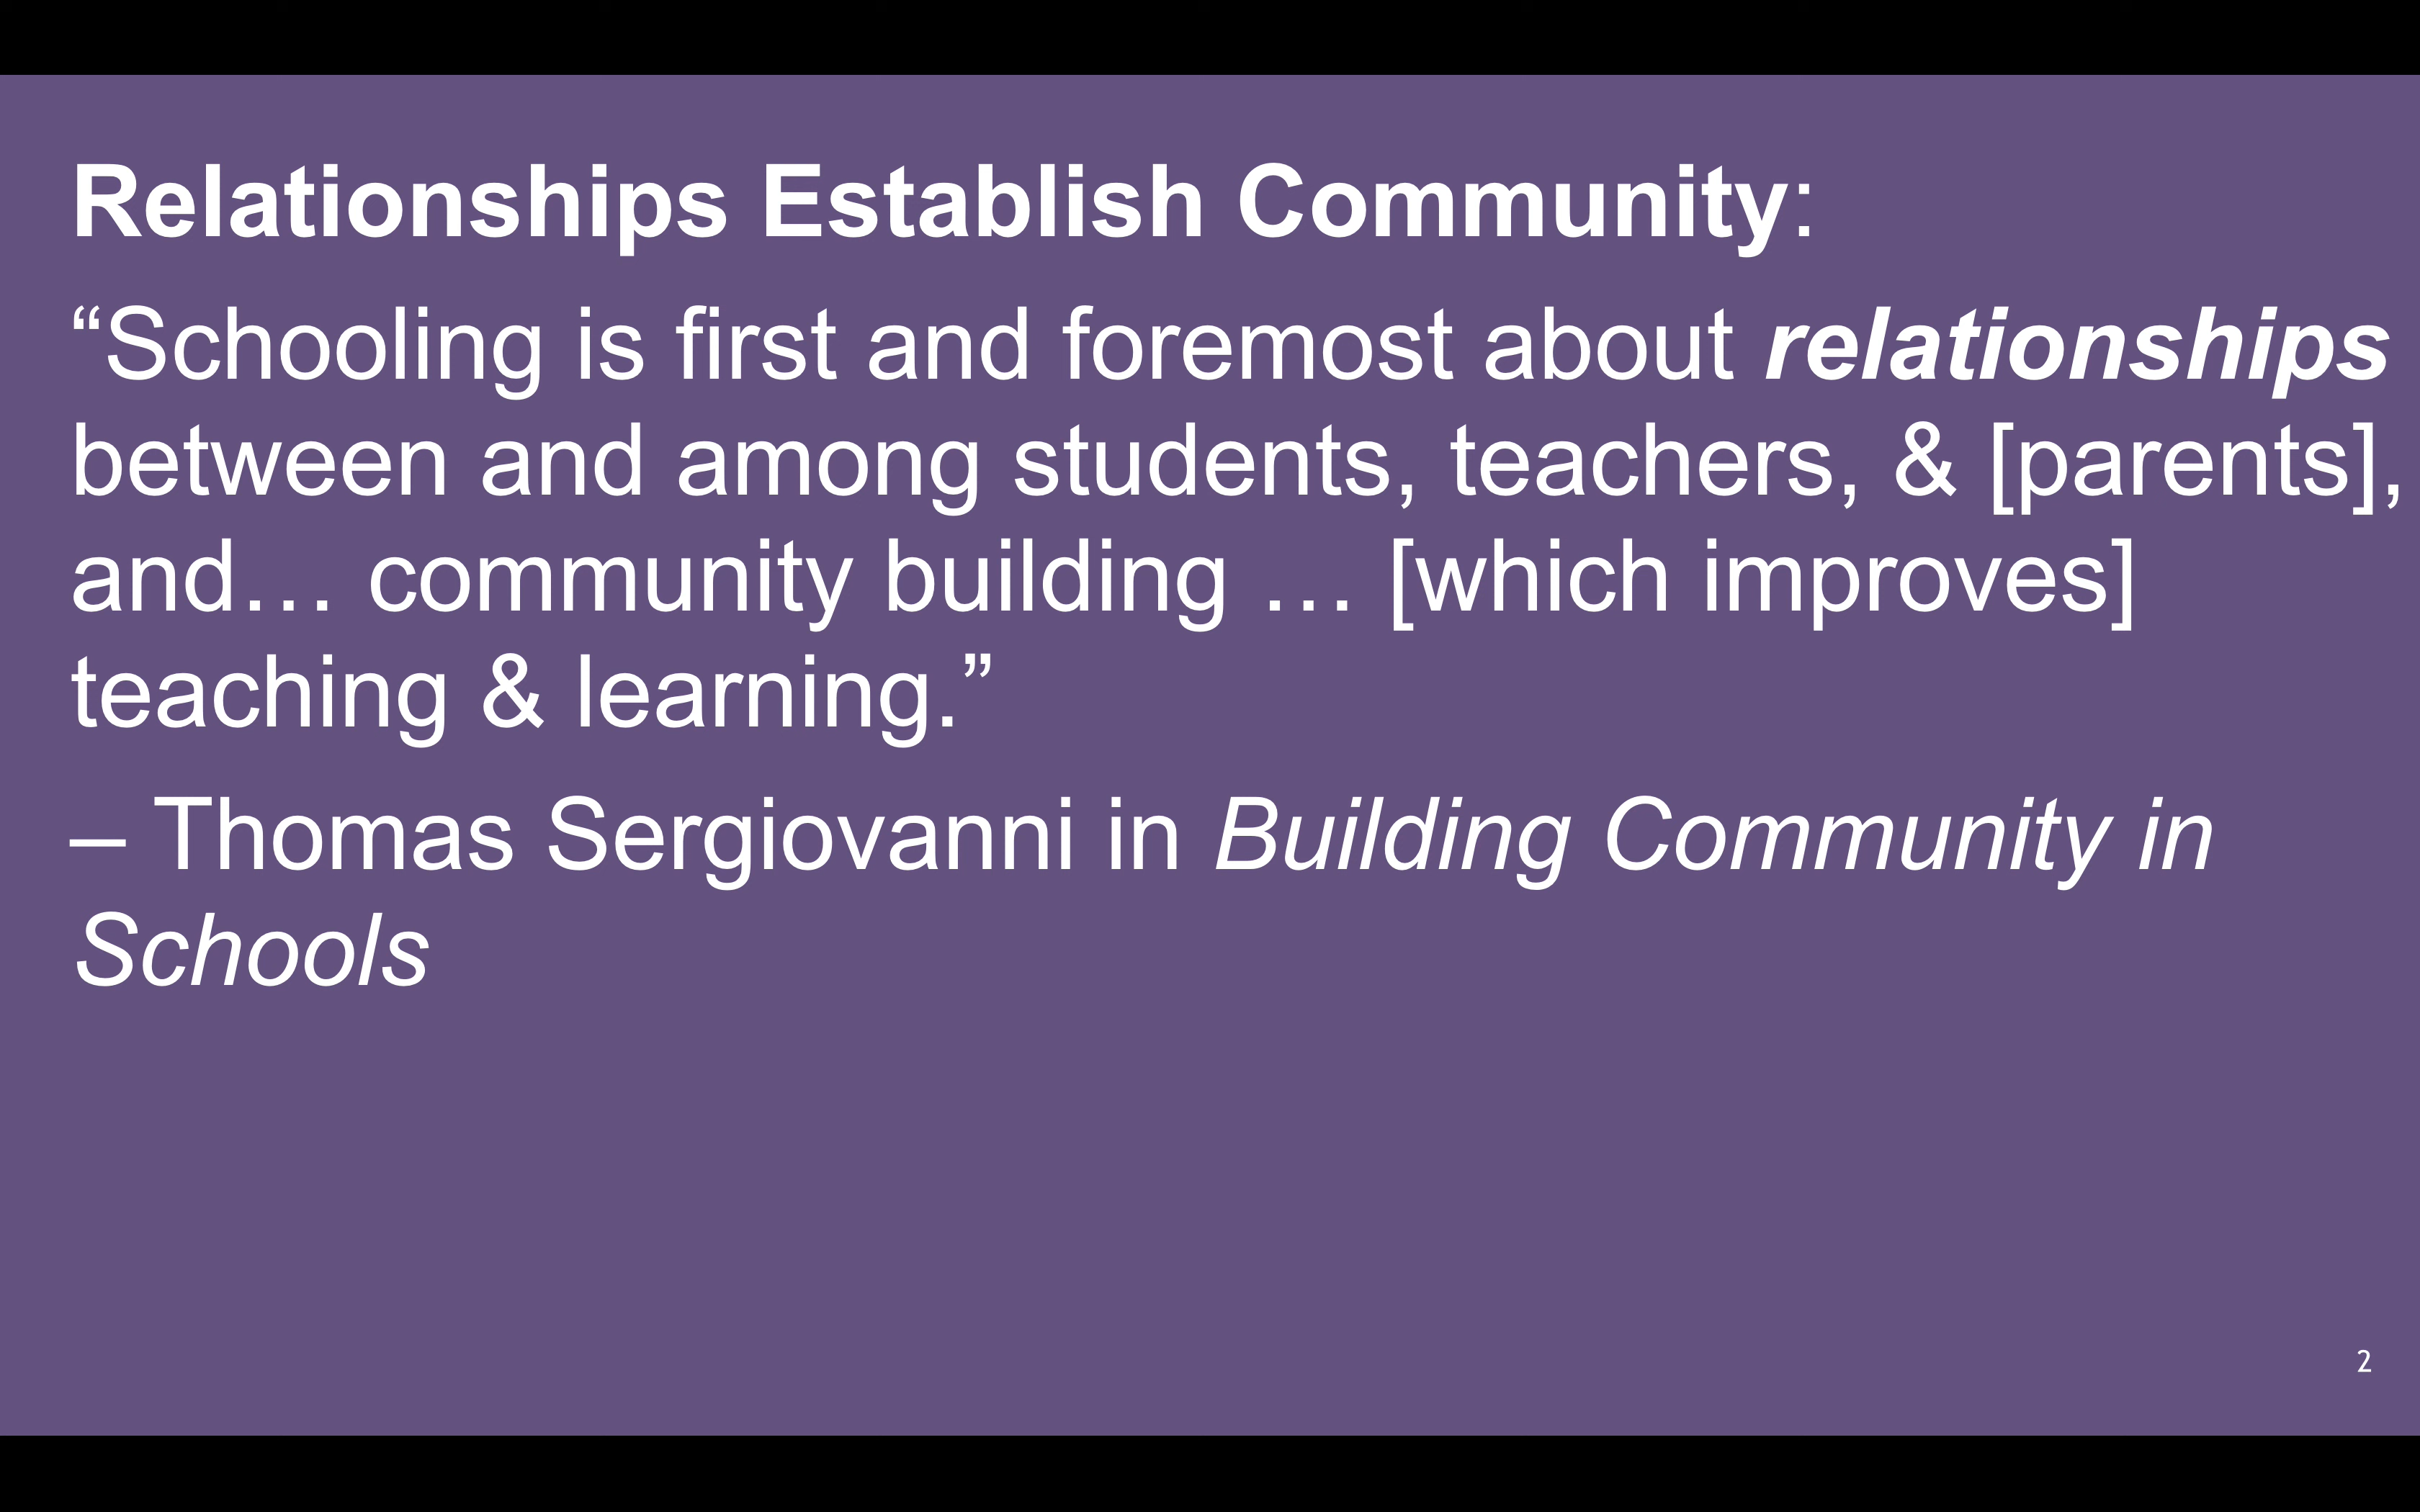 Relationships Establish Community:
“Schooling is first and foremost about relationships
between and among students, teachers, & [parents],
and… community building … [which improves]
teaching & learning.”
– Thomas Sergiovanni in Building Community in
Schools
2